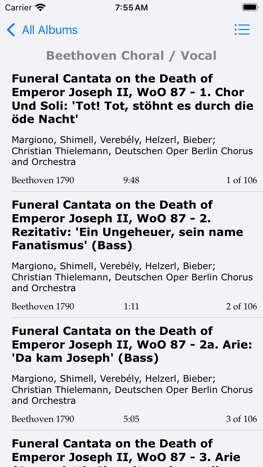 Carrier 7:55 AM
All Albums
Beethoven Choral / Vocal
Funeral Cantata on the Death of
Emperor Joseph II, WoO 87 - 1. Chor
Und Soli: 'Tot! Tot, stöhnt es durch die
öde Nacht'
Margiono, Shimell, Verebély, Helzerl, Bieber;
Christian Thielemann, Deutschen Oper Berlin Chorus
and Orchestra
Beethoven 1790 9:48 1 of 106
Funeral Cantata on the Death of
Emperor Joseph II, WoO 87 - 2.
Rezitativ: 'Ein Ungeheuer, sein name
Fanatismus' (Bass)
Margiono, Shimell, Verebély, Helzerl, Bieber;
Christian Thielemann, Deutschen Oper Berlin Chorus
and Orchestra
Beethoven 1790 1:11 2 of 106
Funeral Cantata on the Death of
Emperor Joseph II, WoO 87 - 2a. Arie:
'Da kam Joseph' (Bass)
Margiono, Shimell, Verebély, Helzerl, Bieber;
Christian Thielemann, Deutschen Oper Berlin Chorus
and Orchestra
Beethoven 1790 5:05 3 of 106
Funeral Cantata on the Death of
Emperor Joseph II, WoO 87 - 3. Arie